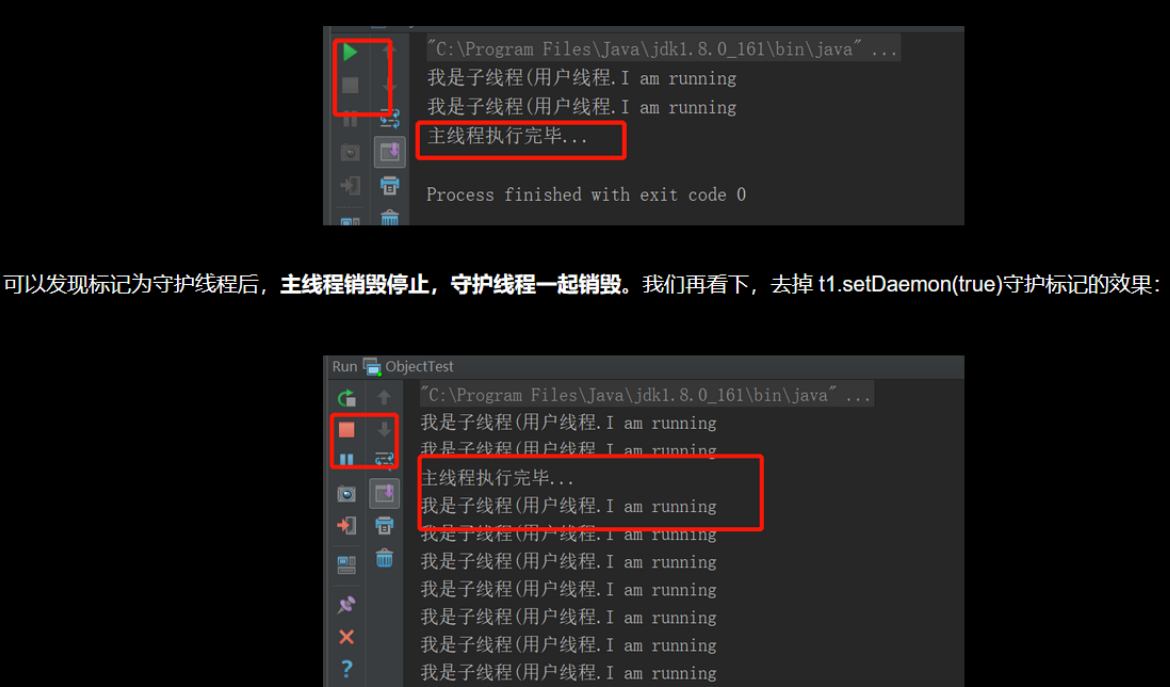 "C:\Program Files\Java\jdk1.8.0_161\bin\java" ...
我是子线程(用户线程.I am running
我是子线程(用户线程.I am running
主线程执行完毕...
Process finished with exit code 0
可以发现标记为守护线程后，主线程销毁停止，守护线程一起销毁。我们再看下，去掉 t1.setDaemon(true)守护标记的效果：
Run ObjectTest
"C:\Program Files\Java\jdk1.8.0_161\bin\java" ...
我是子线程(用户线程.I am running
我是子线程(用户线程.I am running
主线程执行完毕...
我是子线程(用户线程.I am running
我是子线程(用户线程.I am running
我是子线程(用户线程.I am running
我是子线程(用户线程.I am running
我是子线程(用户线程.I am running
我是子线程(用户线程.I am running
我是子线程(用户线程.I am running